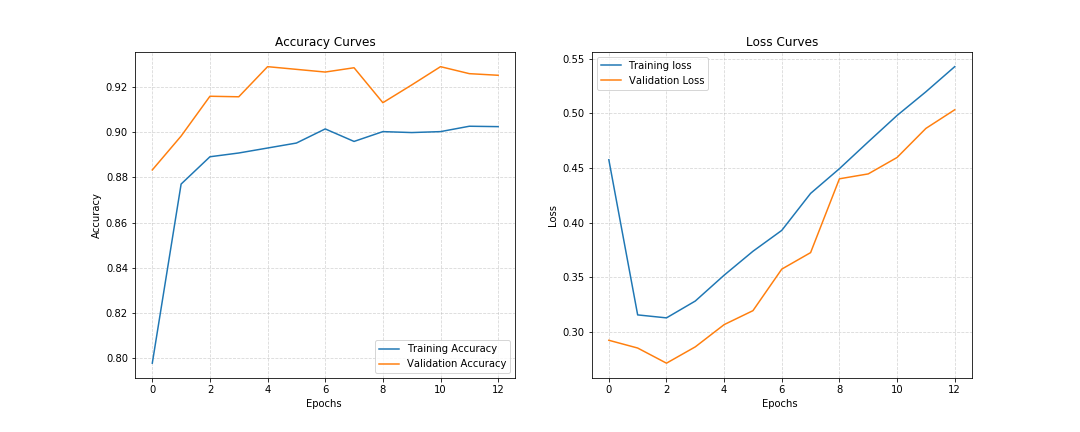 Accuracy Curves
Accuracy
0.92
0.90
0.88
0.86
0.84
0.82
0.80
0 2 4 6 8 10 12
Epochs
Training Accuracy
Validation Accuracy
Loss Curves
Loss
0.55
0.50
0.45
0.40
0.35
0.30
0 2 4 6 8 10 12
Epochs
Training loss
Validation Loss